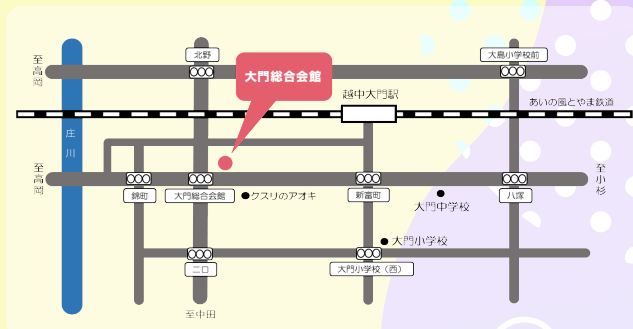 北野
大島小学校前
至高岡
大門総合会館
越中大門駅
あいの風とやま鉄道
庄川
至高岡
至小杉
錦町
大門総合会館
クスリのアオキ
新富町
大門中学校
八塚
大門小学校
二口
大門小学校（西）
至中田